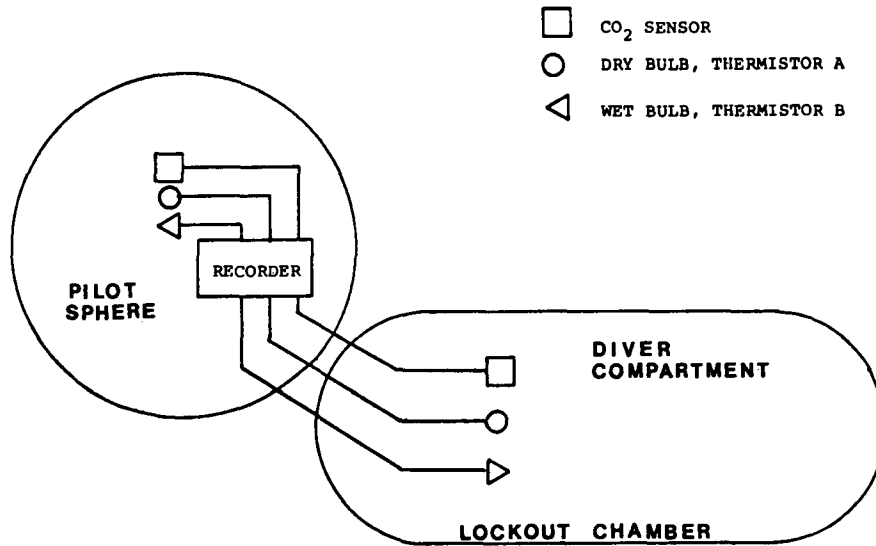 CO2 SENSOR
DRY BULB, THERMISTOR A
WET BULB, THERMISTOR B
RECORDER
PILOT
SPHERE
DIVER
COMPARTMENT
LOCKOUT CHAMBER